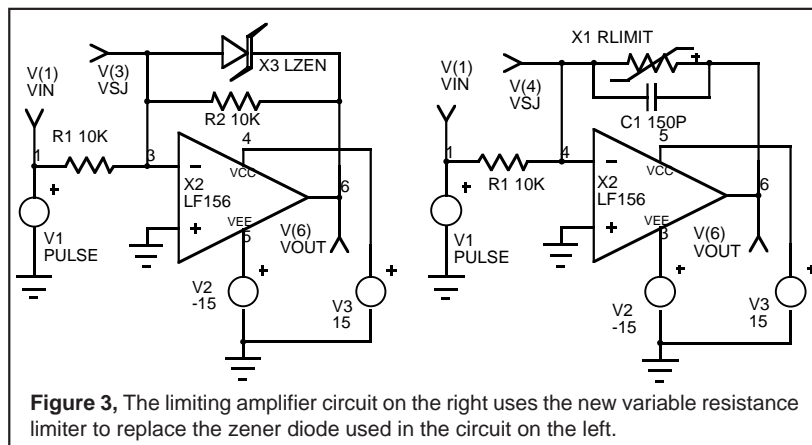 V(3)
VSJ
X3 LZEN
V(1)
VIN
R2 10K
R1 10K
4
1
3
VCC
X2
LF156
6
VEE
5
V(6)
VOUT
V1
PULSE
V2
-15
V3
15
X1 RLIMIT
V(1)
VIN
V(4)
VSJ
C1 150P
5
1
4
R1 10K
VCC
X2
LF156
6
VEE
3
V(6)
VOUT
V1
PULSE
V2
-15
V3
15
Figure 3, The limiting amplifier circuit on the right uses the new variable resistance
limiter to replace the zener diode used in the circuit on the left.